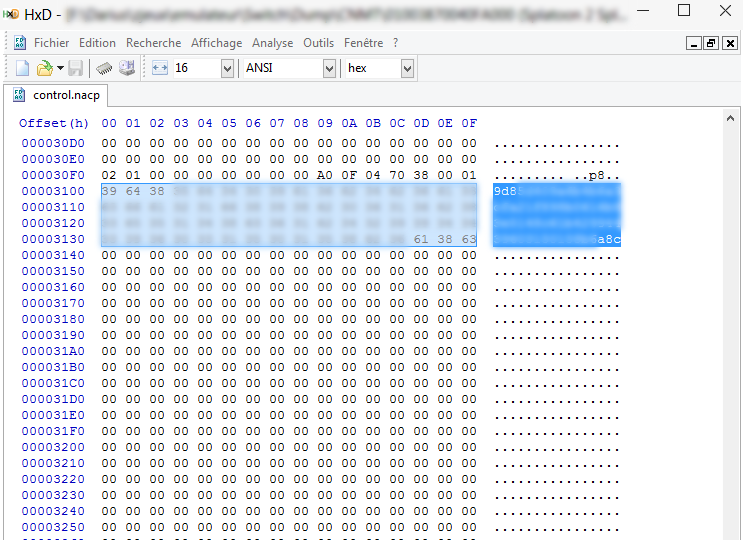 HxD -
Fichier Edition Recherche Affichage Analyse Outils Fenêtre ?
16 ANSI hex
control.nacp
Offset(h) 00 01 02 03 04 05 06 07 08 09 0A 0B 0C 0D 0E 0F
000030D0 00 00 00 00 00 00 00 00 00 00 00 00 00 00 00 00 ................
000030E0 00 00 00 00 00 00 00 00 00 00 00 00 00 00 00 00 ................
000030F0 02 01 00 00 00 00 00 00 00 A0 0F 04 70 38 00 01 ......... ..p8..
00003100 39 64 38 9d8
00003110
00003120
00003130 61 38 63 a8c
00003140 00 00 00 00 00 00 00 00 00 00 00 00 00 00 00 00 ................
00003150 00 00 00 00 00 00 00 00 00 00 00 00 00 00 00 00 ................
00003160 00 00 00 00 00 00 00 00 00 00 00 00 00 00 00 00 ................
00003170 00 00 00 00 00 00 00 00 00 00 00 00 00 00 00 00 ................
00003180 00 00 00 00 00 00 00 00 00 00 00 00 00 00 00 00 ................
00003190 00 00 00 00 00 00 00 00 00 00 00 00 00 00 00 00 ................
000031A0 00 00 00 00 00 00 00 00 00 00 00 00 00 00 00 00 ................
000031B0 00 00 00 00 00 00 00 00 00 00 00 00 00 00 00 00 ................
000031C0 00 00 00 00 00 00 00 00 00 00 00 00 00 00 00 00 ................
000031D0 00 00 00 00 00 00 00 00 00 00 00 00 00 00 00 00 ................
000031E0 00 00 00 00 00 00 00 00 00 00 00 00 00 00 00 00 ................
000031F0 00 00 00 00 00 00 00 00 00 00 00 00 00 00 00 00 ................
00003200 00 00 00 00 00 00 00 00 00 00 00 00 00 00 00 00 ................
00003210 00 00 00 00 00 00 00 00 00 00 00 00 00 00 00 00 ................
00003220 00 00 00 00 00 00 00 00 00 00 00 00 00 00 00 00 ................
00003230 00 00 00 00 00 00 00 00 00 00 00 00 00 00 00 00 ................
00003240 00 00 00 00 00 00 00 00 00 00 00 00 00 00 00 00 ................
00003250 00 00 00 00 00 00 00 00 00 00 00 00 00 00 00 00 ................